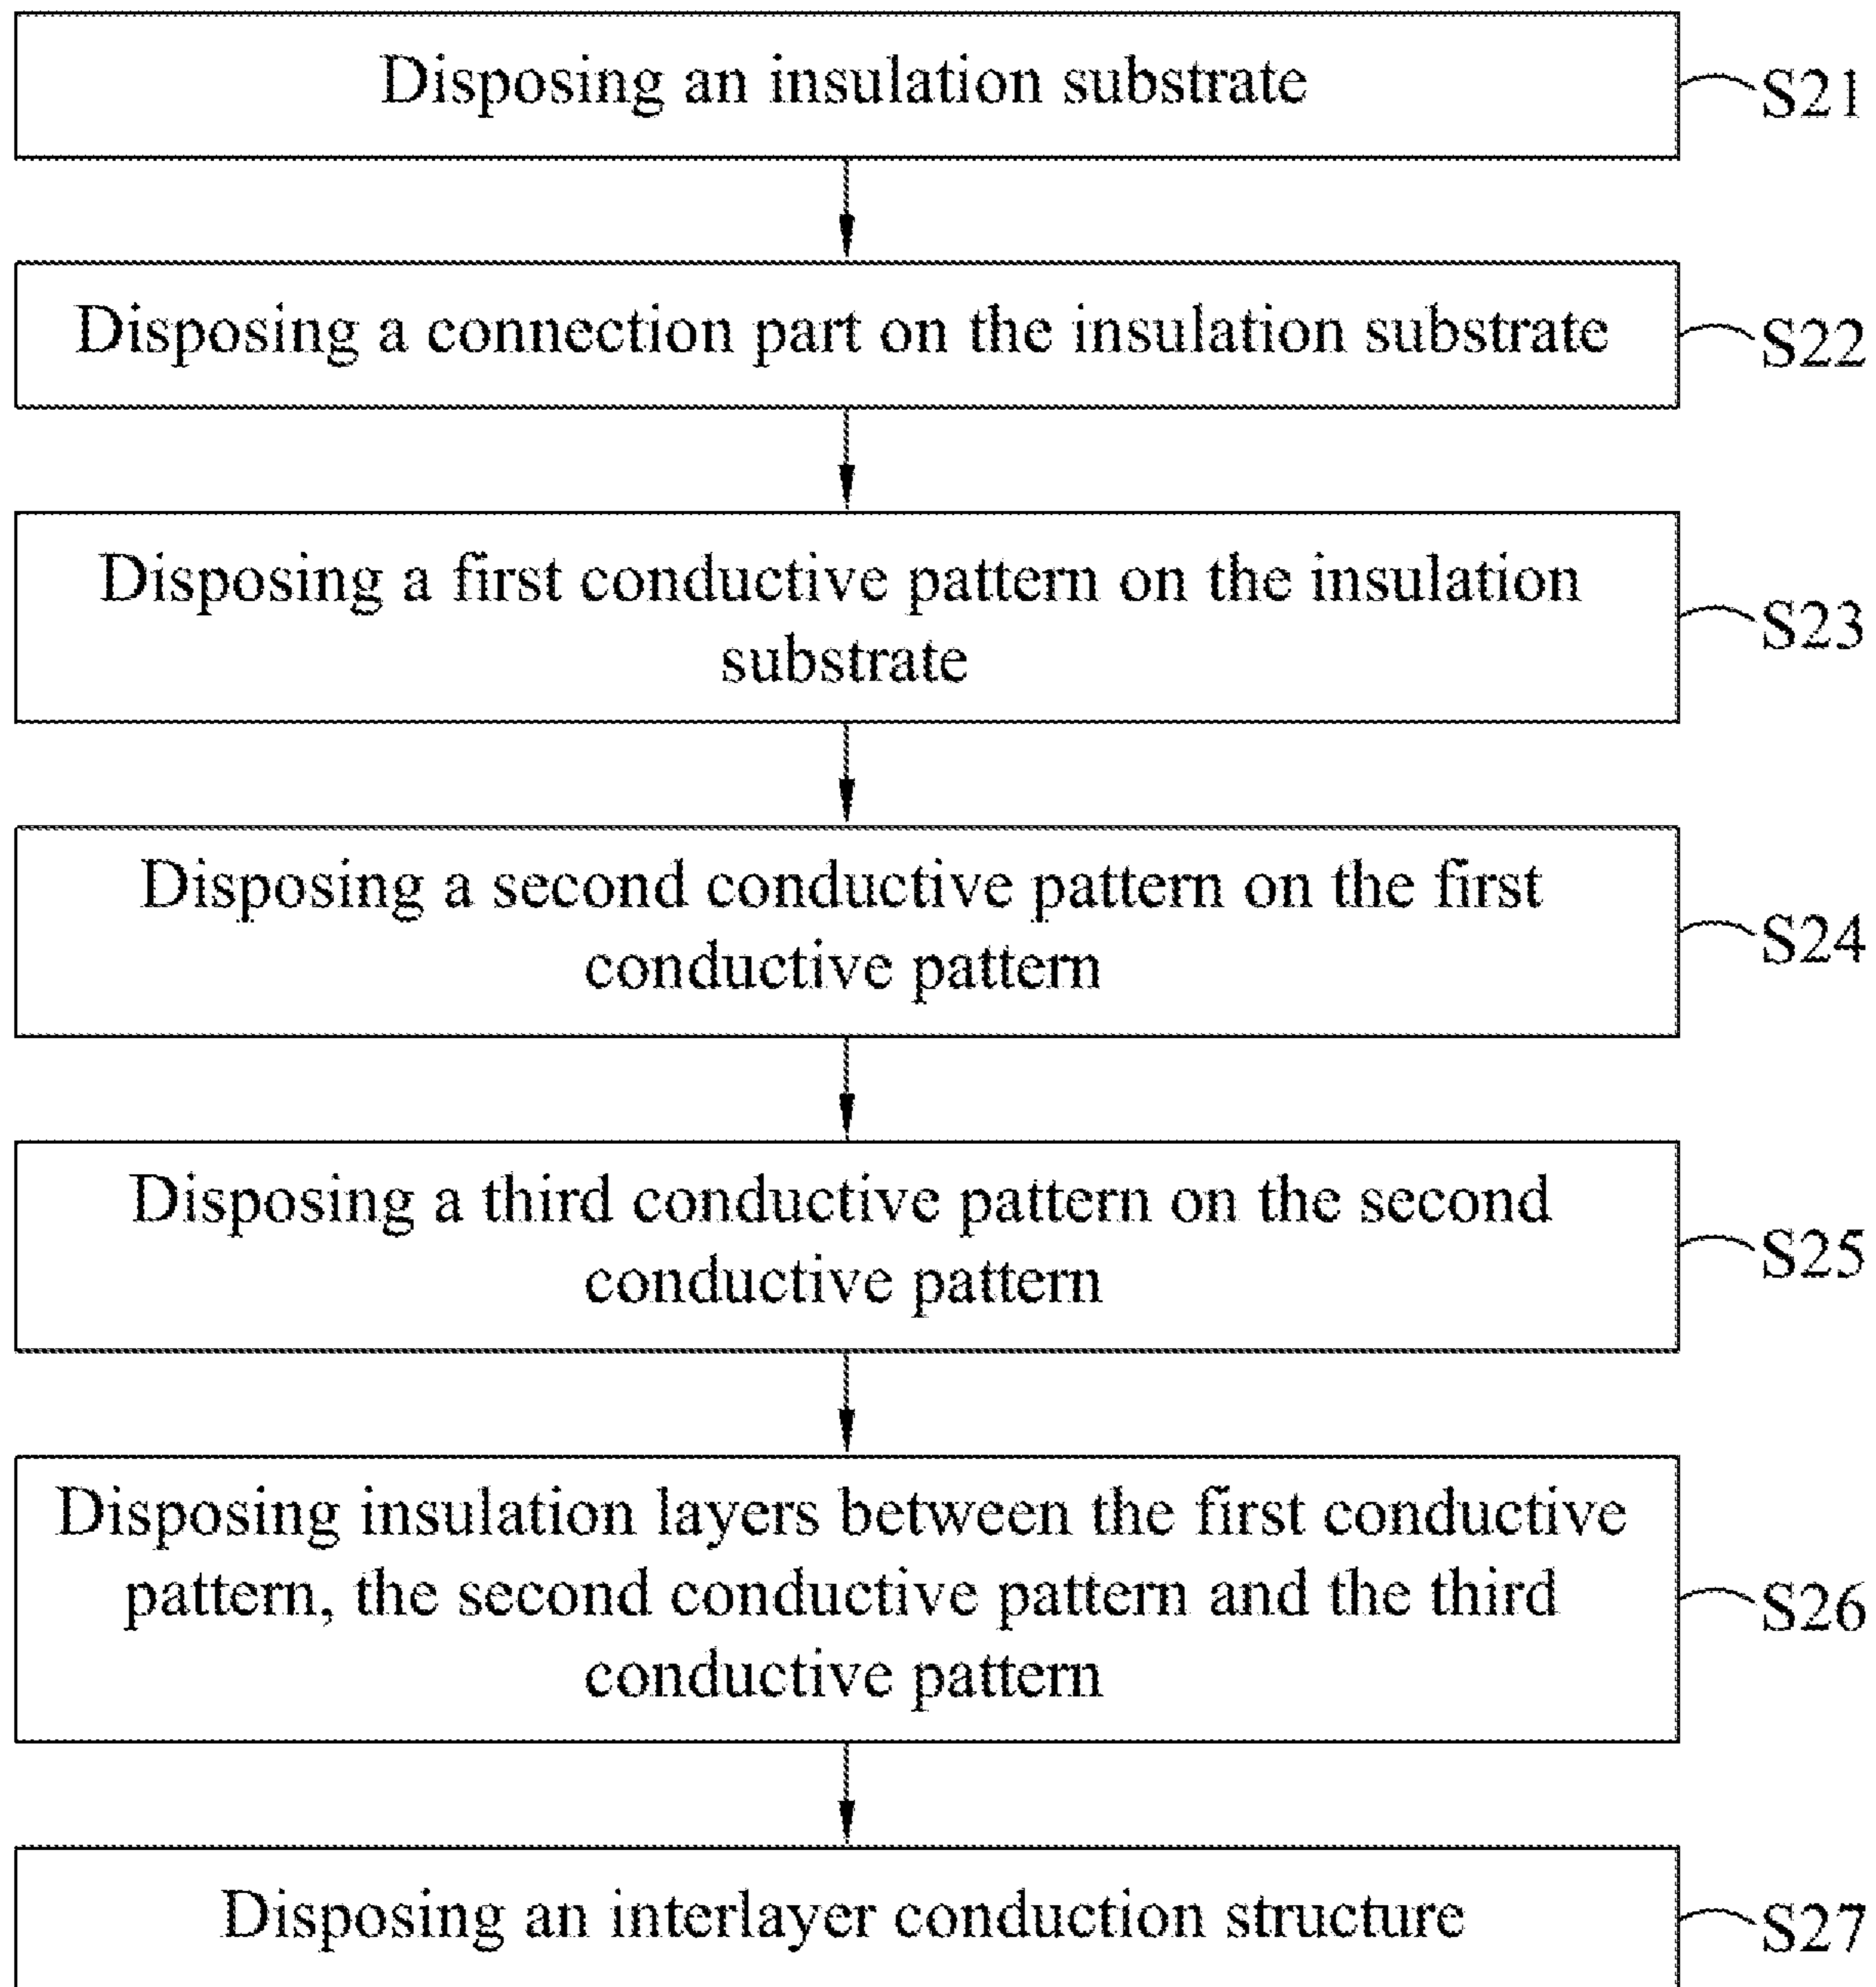 Disposing an insulation substrate
S21
Disposing a connection part on the insulation substrate
S22
Disposing a first conductive pattern on the insulation
substrate
S23
Disposing a second conductive pattern on the first
conductive pattern
S24
Disposing a third conductive pattern on the second
conductive pattern
S25
Disposing insulation layers between the first conductive
pattern, the second conductive pattern and the third
conductive pattern
S26
Disposing an interlayer conduction structure
S27